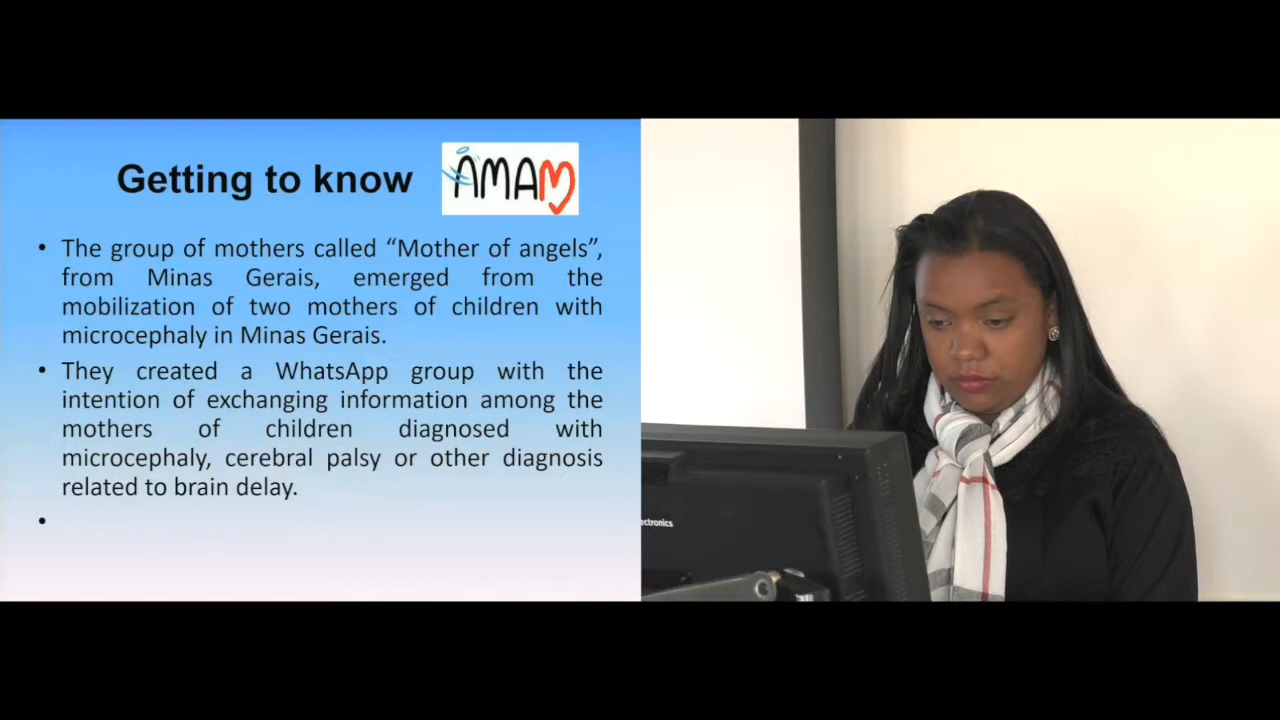 Getting to know
AMAM
• The group of mothers called “Mother of angels”,
from Minas Gerais, emerged from the
mobilization of two mothers of children with
microcephaly in Minas Gerais.
• They created a WhatsApp group with the
intention of exchanging information among the
mothers of children diagnosed with
microcephaly, cerebral palsy or other diagnosis
related to brain delay.
•
ectronics